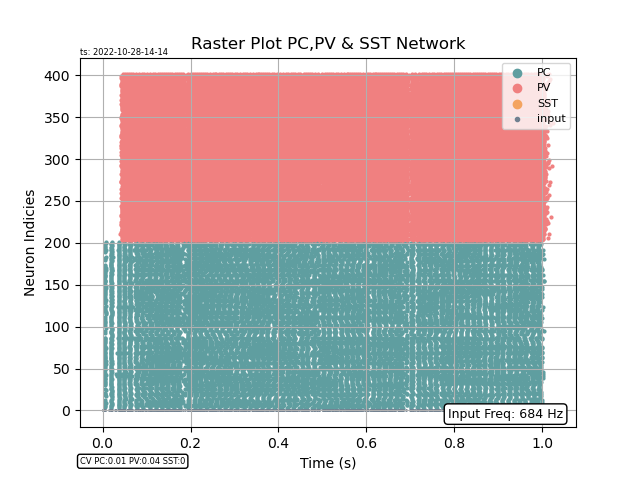 Raster Plot PC,PV & SST Network
ts: 2022-10-28-14-14
PC
PV
SST
input
400
350
300
250
200
150
100
50
0
Neuron Indicies
Input Freq: 684 Hz
0.0 0.2 0.4 0.6 0.8 1.0
Time (s)
CV PC:0.01 PV:0.04 SST:0